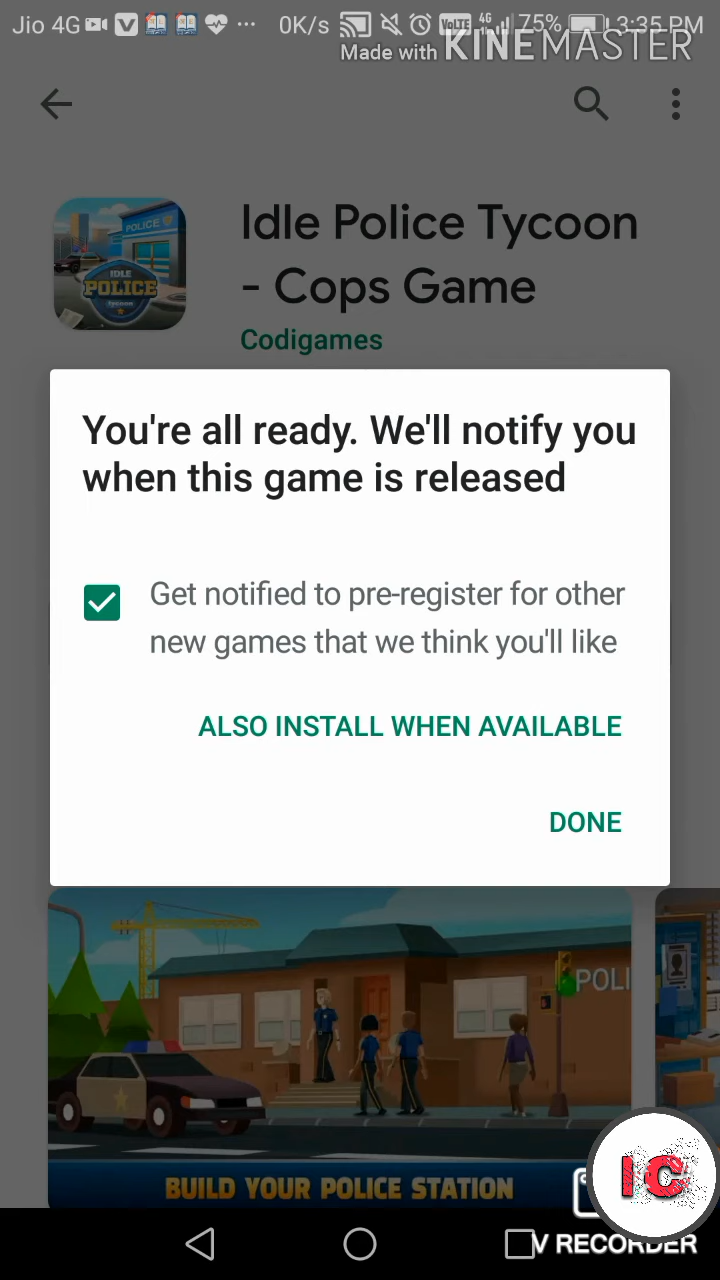 Jio 4G
0K/s
VoLTE
4G
75%
3:35 PM
Made with KINEMASTER
Idle Police Tycoon
- Cops Game
Codigames
POLICE
IDLE
POLICE
TYCOON
You're all ready. We'll notify you
when this game is released
Get notified to pre-register for other
new games that we think you'll like
ALSO INSTALL WHEN AVAILABLE
DONE
POLI
BUILD YOUR POLICE STATION
IC
V RECORDER